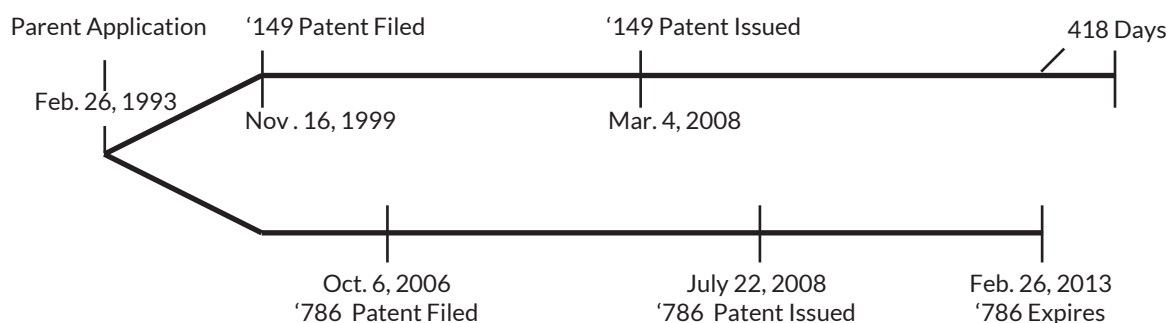 Parent Application
‘149 Patent Filed
‘149 Patent Issued
418 Days
Feb. 26, 1993
Nov . 16, 1999
Mar. 4, 2008
Oct. 6, 2006
‘786 Patent Filed
July 22, 2008
‘786 Patent Issued
Feb. 26, 2013
‘786 Expires